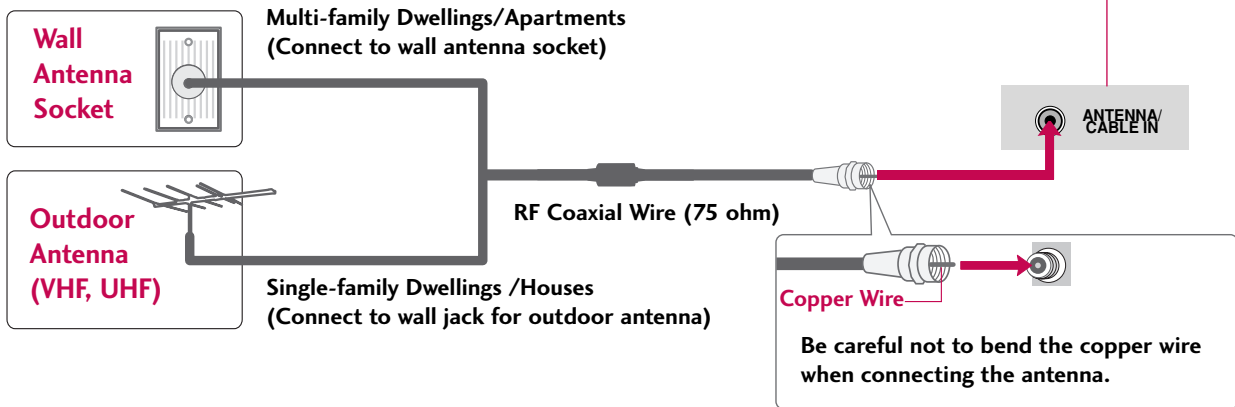 Multi-family Dwellings/Apartments
(Connect to wall antenna socket)
Wall
Antenna
Socket
ANTENNA/
CABLE IN
RF Coaxial Wire (75 ohm)
Outdoor
Antenna
(VHF, UHF)
Single-family Dwellings /Houses
(Connect to wall jack for outdoor antenna)
Copper Wire
Be careful not to bend the copper wire
when connecting the antenna.